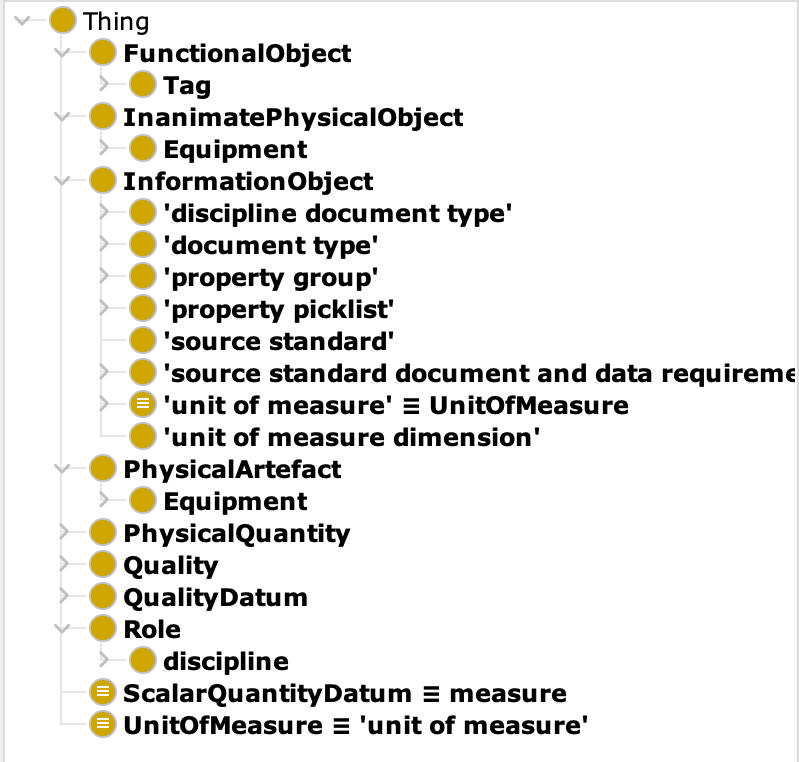 Thing
FunctionalObject
Tag
InanimatePhysicalObject
Equipment
InformationObject
'discipline document type'
'document type'
'property group'
'property picklist'
'source standard'
'source standard document and data requireme
'unit of measure' ≡ UnitOfMeasure
'unit of measure dimension'
PhysicalArtefact
Equipment
PhysicalQuantity
Quality
QualityDatum
Role
discipline
ScalarQuantityDatum ≡ measure
UnitOfMeasure ≡ 'unit of measure'